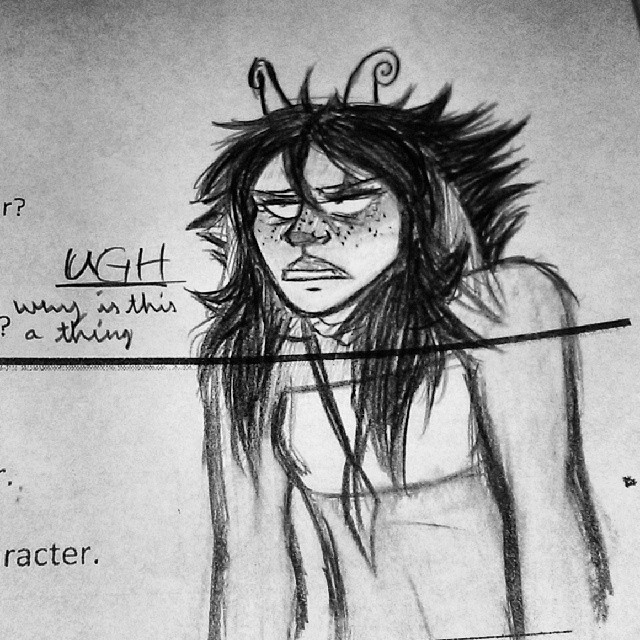 r?
UGH
why is this
? a thing
r.
racter.